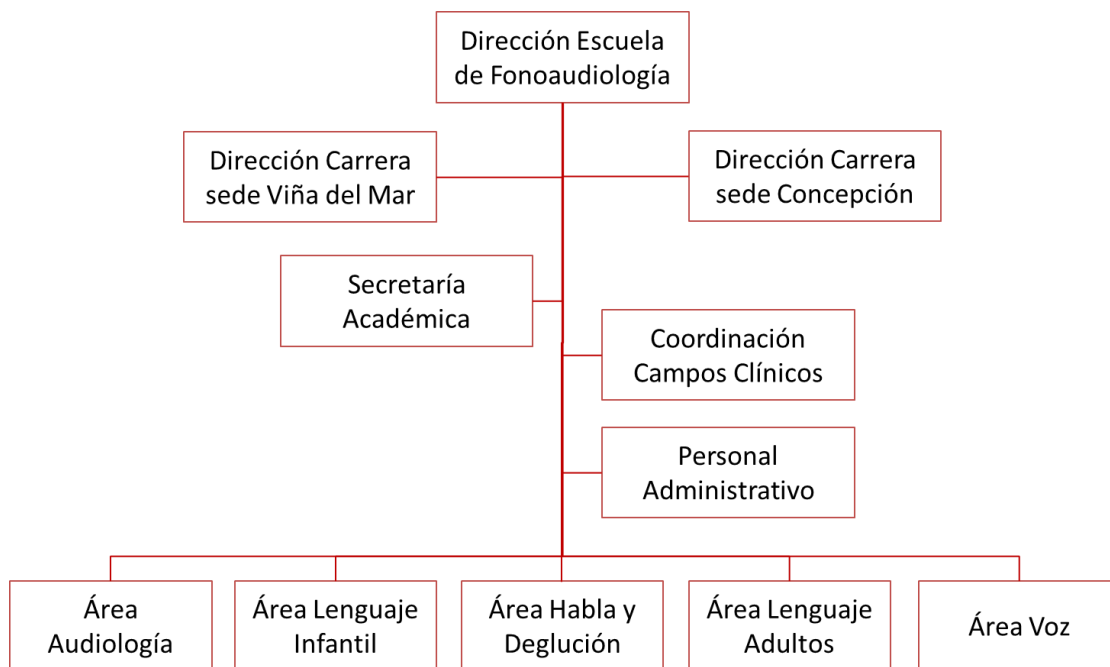 Dirección Escuela
de Fonoaudiología
Dirección Carrera
sede Viña del Mar
Dirección Carrera
sede Concepción
Secretaría
Académica
Coordinación
Campos Clínicos
Personal
Administrativo
Área
Audiología
Área Lenguaje
Infantil
Área Habla y
Deglución
Área Lenguaje
Adultos
Área Voz